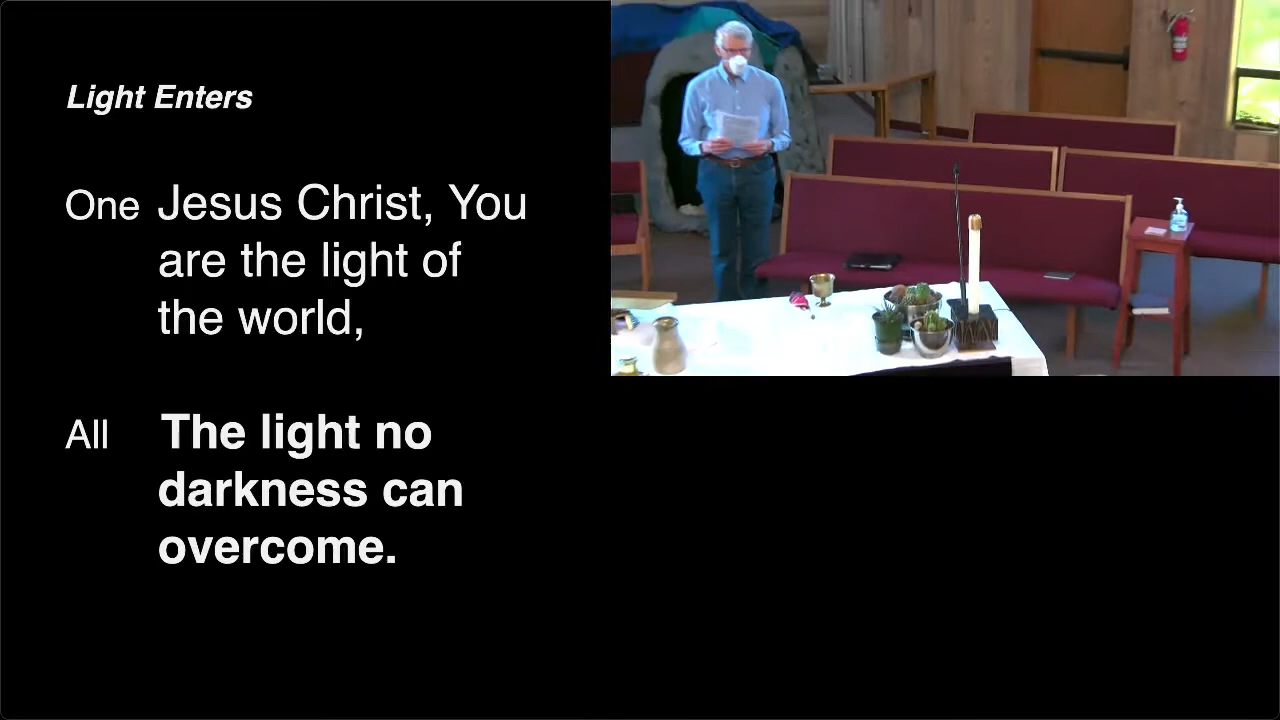 Light Enters
One Jesus Christ, You
are the light of
the world,
All The light no
darkness can
overcome.